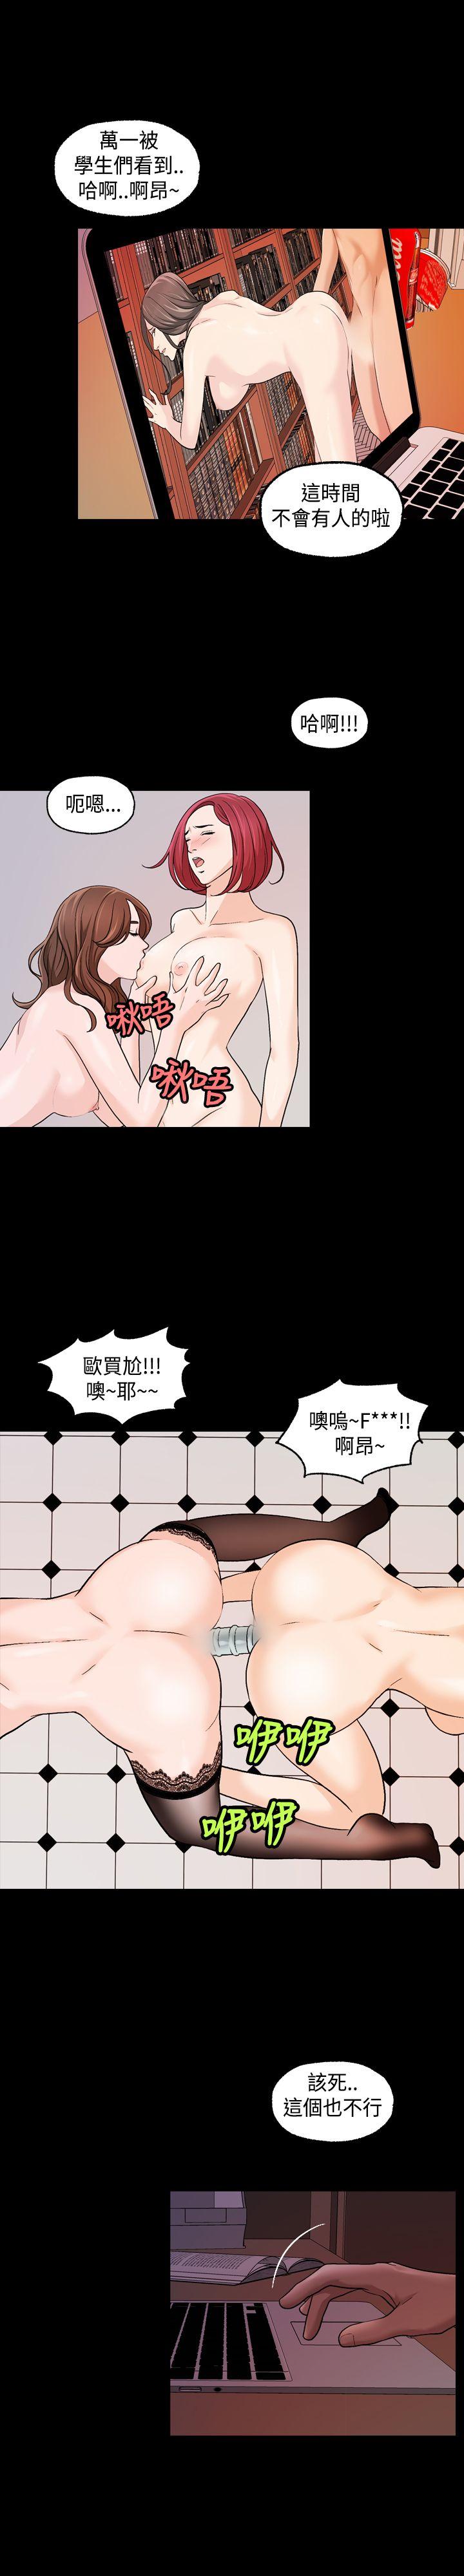 萬一被
學生們看到..
哈啊..啊昂~
這時間
不會有人的啦
哈啊!!!
呃嗯...
啾唔
啾唔
歐買尬!!!
噢~耶~~
噢嗚~F***!!
啊昂~
咿咿
咿咿
該死..
這個也不行